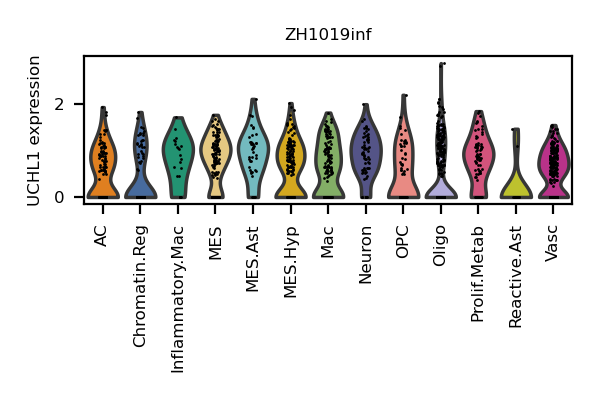 ZH1019inf
UCHL1 expression
2
0
AC
Chromatin.Reg
Inflammatory.Mac
MES
MES.Ast
MES.Hyp
Mac
Neuron
OPC
Oligo
Prolif.Metab
Reactive.Ast
Vasc